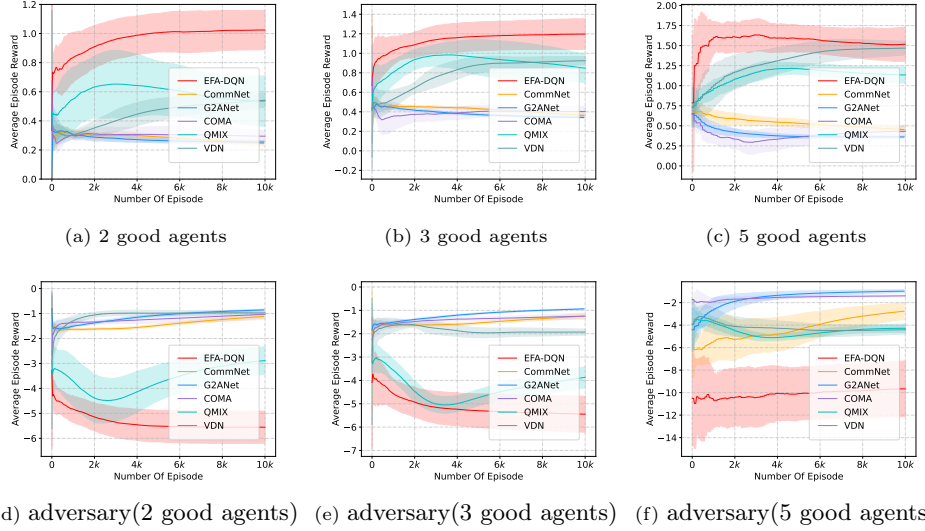 Average Episode Reward
1.2
1.0
0.8
0.6
0.4
0.2
0.0
0 2k 4k 6k 8k 10k
Number Of Episode
EFA-DQN
CommNet
G2ANet
COMA
QMIX
VDN
(a) 2 good agents
Average Episode Reward
1.4
1.2
1.0
0.8
0.6
0.4
0.2
0.0
−0.2
0 2k 4k 6k 8k 10k
Number Of Episode
EFA-DQN
CommNet
G2ANet
COMA
QMIX
VDN
(b) 3 good agents
Average Episode Reward
2.00
1.75
1.50
1.25
1.00
0.75
0.50
0.25
0.00
0 2k 4k 6k 8k 10k
Number Of Episode
EFA-DQN
CommNet
G2ANet
COMA
QMIX
VDN
(c) 5 good agents
Average Episode Reward
0
−1
−2
−3
−4
−5
−6
0 2k 4k 6k 8k 10k
Number Of Episode
EFA-DQN
CommNet
G2ANet
COMA
QMIX
VDN
d) adversary(2 good agents)
Average Episode Reward
0
−1
−2
−3
−4
−5
−6
−7
0 2k 4k 6k 8k 10k
Number Of Episode
EFA-DQN
CommNet
G2ANet
COMA
QMIX
VDN
(e) adversary(3 good agents)
Average Episode Reward
−2
−4
−6
−8
−10
−12
−14
0 2k 4k 6k 8k 10k
Number Of Episode
EFA-DQN
CommNet
G2ANet
COMA
QMIX
VDN
(f) adversary(5 good agents